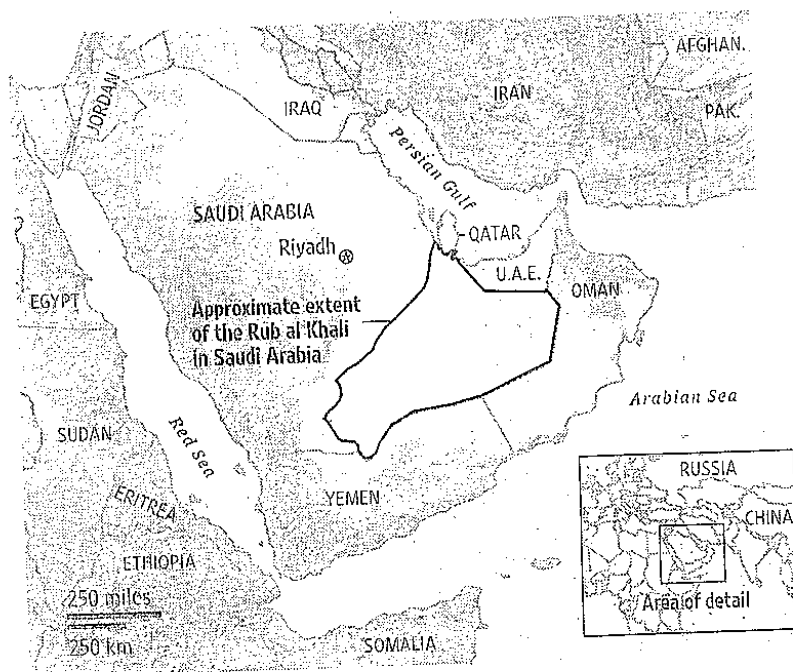 AFGHAN.
IRAN
JORDAN
IRAQ
PAK.
Persian Gulf
SAUDI ARABIA
QATAR
Riyadh
U.A.E.
OMAN
EGYPT
Approximate extent
of the Rub al Khali
in Saudi Arabia
Arabian Sea
Red Sea
SUDAN
RUSSIA
YEMEN
ERITREA
CHINA
ETHIOPIA
250 miles
Area of detail
250 km
SOMALIA